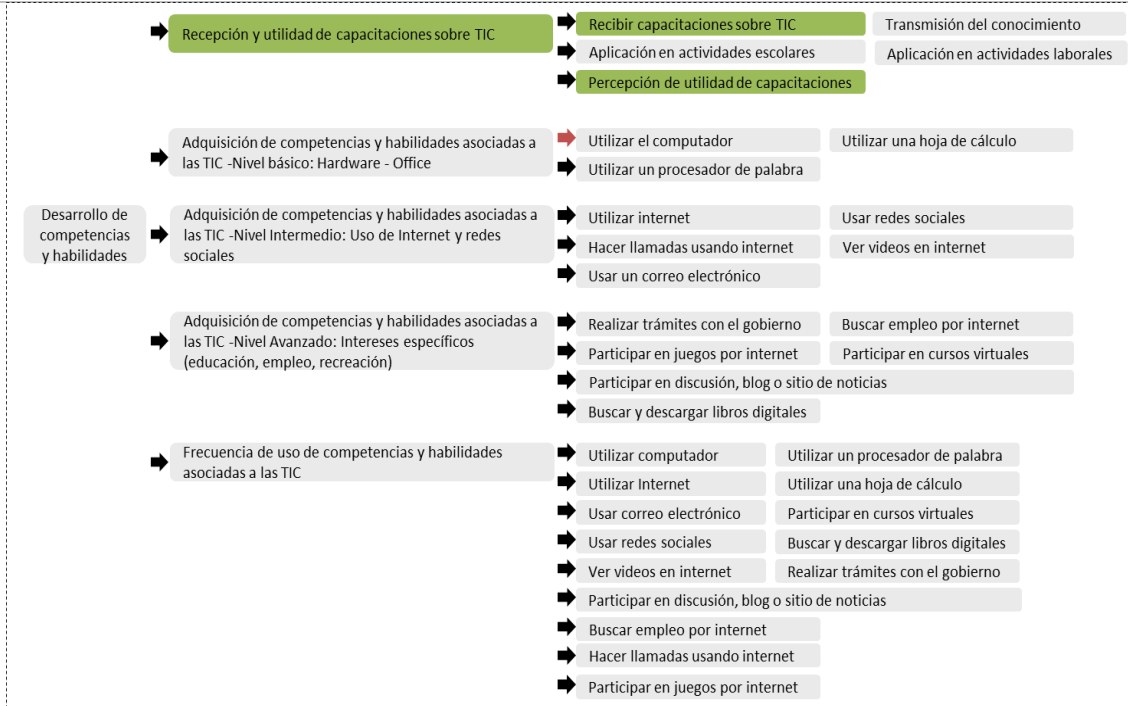 Recepción y utilidad de capacitaciones sobre TIC
Recibir capacitaciones sobre TIC
Transmisión del conocimiento
Aplicación en actividades escolares
Aplicación en actividades laborales
Percepción de utilidad de capacitaciones
Adquisición de competencias y habilidades asociadas a
las TIC -Nivel básico: Hardware - Office
Utilizar el computador
Utilizar una hoja de cálculo
Utilizar un procesador de palabra
Desarrollo de
competencias
y habilidades
Adquisición de competencias y habilidades asociadas a
las TIC -Nivel Intermedio: Uso de Internet y redes
sociales
Utilizar internet
Usar redes sociales
Hacer llamadas usando internet
Ver videos en internet
Usar un correo electrónico
Adquisición de competencias y habilidades asociadas a
las TIC -Nivel Avanzado: Intereses específicos
(educación, empleo, recreación)
Realizar trámites con el gobierno
Buscar empleo por internet
Participar en juegos por internet
Participar en cursos virtuales
Participar en discusión, blog o sitio de noticias
Buscar y descargar libros digitales
Frecuencia de uso de competencias y habilidades
asociadas a las TIC
Utilizar computador
Utilizar un procesador de palabra
Utilizar Internet
Utilizar una hoja de cálculo
Usar correo electrónico
Participar en cursos virtuales
Usar redes sociales
Buscar y descargar libros digitales
Ver videos en internet
Realizar trámites con el gobierno
Participar en discusión, blog o sitio de noticias
Buscar empleo por internet
Hacer llamadas usando internet
Participar en juegos por internet